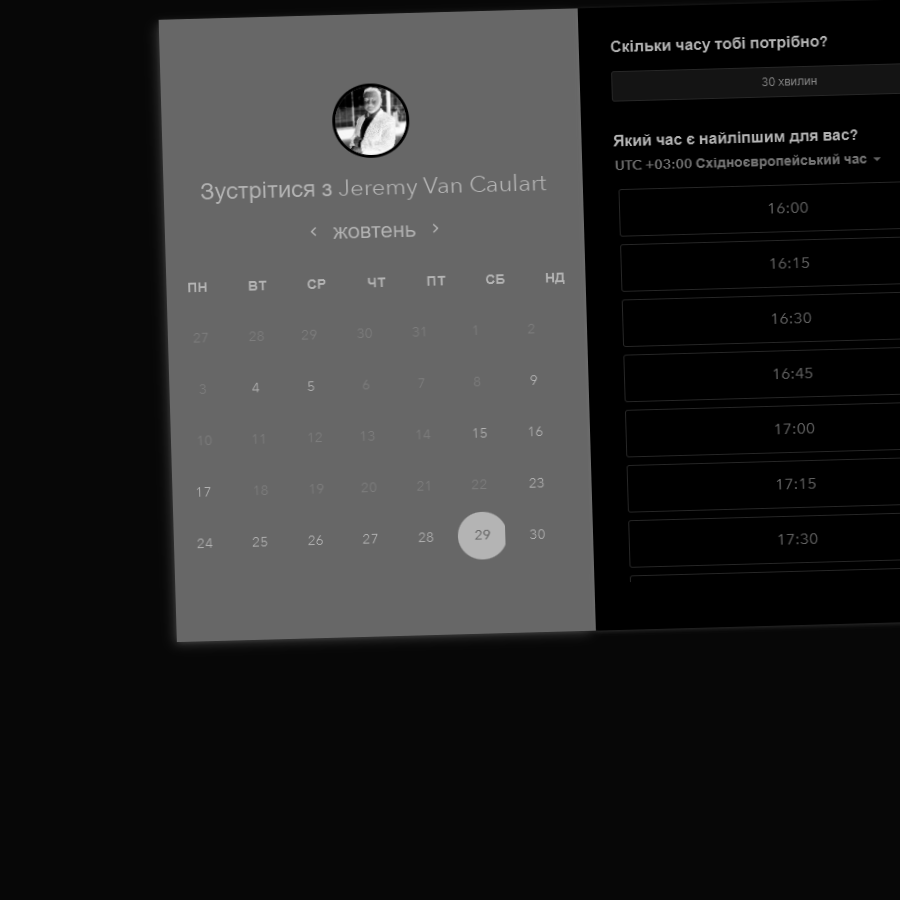 Зустрітися з Jeremy Van Caulart
‹ жовтень ›
ПН ВТ СР ЧТ ПТ СБ НД
27 28 29 30 31 1 2
3 4 5 6 7 8 9
10 11 12 13 14 15 16
17 18 19 20 21 22 23
24 25 26 27 28 29 30
Скільки часу тобі потрібно?
30 хвилин
Який час є найліпшим для вас?
UTC +03:00 Східноєвропейський час
16:00
16:15
16:30
16:45
17:00
17:15
17:30